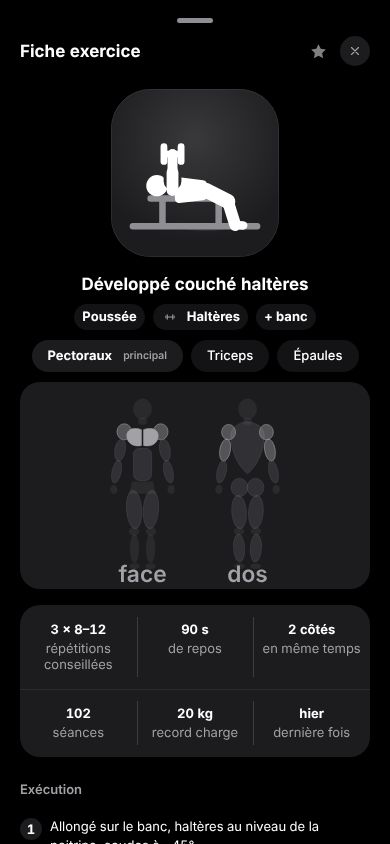 Fiche exercice
Développé couché haltères
Poussée
Haltères
+ banc
Pectoraux principal
Triceps
Épaules
face
dos
3 × 8–12
répétitions
conseillées
90 s
de repos
2 côtés
en même temps
102
séances
20 kg
record charge
hier
dernière fois
Exécution
1 Allongé sur le banc, haltères au niveau de la